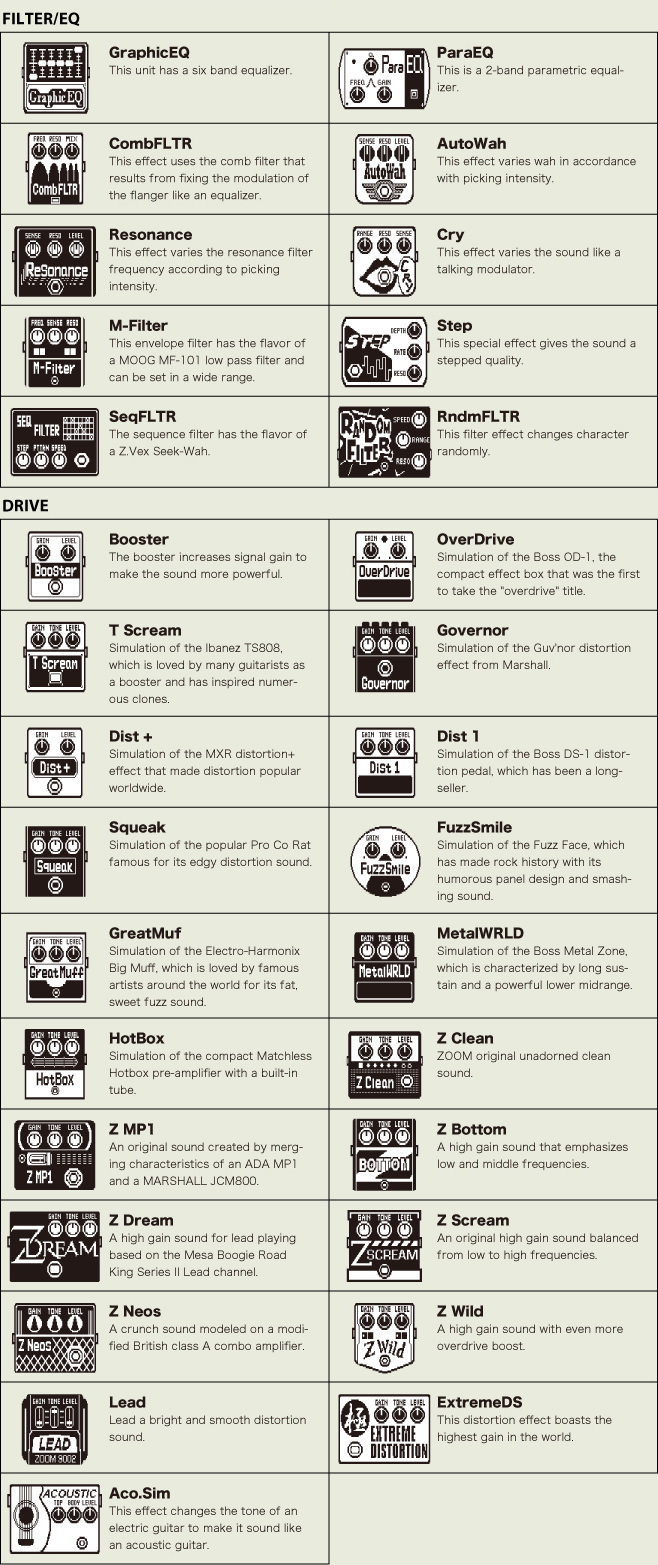 FILTER/EQ
GraphicEQ
This unit has a six band equalizer.
Graphic EQ
ParaEQ
This is a 2-band parametric equal-
izer.
Para EQ
FREQ GAIN
CombFLTR
This effect uses the comb filter that
results from fixing the modulation of
the flanger like an equalizer.
FREQ RESO MIX
CombFLTR
AutoWah
This effect varies wah in accordance
with picking intensity.
SENSE RESO LEVEL
AutoWah
Resonance
This effect varies the resonance filter
frequency according to picking
intensity.
SENSE RESO LEVEL
ReSonance
Cry
This effect varies the sound like a
talking modulator.
RANGE RESO SENSE
CRY
M-Filter
This envelope filter has the flavor of
a MOOG MF-101 low pass filter and
can be set in a wide range.
FREQ SENSE RESO
M-Filter
Step
This special effect gives the sound a
stepped quality.
STEP
DEPTH
RATE
RESO
SeqFLTR
The sequence filter has the flavor of
a Z.Vex Seek-Wah.
SEQ
FILTER
STEP PTTRN SPEED
RndmFLTR
This filter effect changes character
randomly.
RANDOM
FILTER
SPEED
RANGE
RESO
DRIVE
Booster
The booster increases signal gain to
make the sound more powerful.
GAIN LEVEL
Booster
OverDrive
Simulation of the Boss OD-1, the
compact effect box that was the first
to take the "overdrive" title.
GAIN LEVEL
OverDrive
T Scream
Simulation of the Ibanez TS808,
which is loved by many guitarists as
a booster and has inspired numer-
ous clones.
GAIN TONE LEVEL
T Scream
Governor
Simulation of the Guv'nor distortion
effect from Marshall.
GAIN TONE LEVEL
Governor
Dist +
Simulation of the MXR distortion+
effect that made distortion popular
worldwide.
GAIN LEVEL
Dist+
Dist 1
Simulation of the Boss DS-1 distor-
tion pedal, which has been a long-
seller.
GAIN TONE LEVEL
Dist 1
Squeak
Simulation of the popular Pro Co Rat
famous for its edgy distortion sound.
GAIN TONE LEVEL
Squeak
FuzzSmile
Simulation of the Fuzz Face, which
has made rock history with its
humorous panel design and smash-
ing sound.
GAIN LEVEL
FuzzSmile
GreatMuf
Simulation of the Electro-Harmonix
Big Muff, which is loved by famous
artists around the world for its fat,
sweet fuzz sound.
GAIN TONE LEVEL
GreatMuff
MetalWRLD
Simulation of the Boss Metal Zone,
which is characterized by long sus-
tain and a powerful lower midrange.
GAIN TONE LEVEL
MetalWRLD
HotBox
Simulation of the compact Matchless
Hotbox pre-amplifier with a built-in
tube.
GAIN TONE LEVEL
HotBox
Z Clean
ZOOM original unadorned clean
sound.
GAIN TONE LEVEL
Z Clean
Z MP1
An original sound created by merg-
ing characteristics of an ADA MP1
and a MARSHALL JCM800.
GAIN TONE LEVEL
Z MP1
Z Bottom
A high gain sound that emphasizes
low and middle frequencies.
GAIN TONE LEVEL
BOTTOM
Z Dream
A high gain sound for lead playing
based on the Mesa Boogie Road
King Series II Lead channel.
GAIN TONE LEVEL
Z DREAM
Z Scream
An original high gain sound balanced
from low to high frequencies.
GAIN TONE LEVEL
Z SCREAM
Z Neos
A crunch sound modeled on a modi-
fied British class A combo amplifier.
GAIN TONE LEVEL
Z Neos
Z Wild
A high gain sound with even more
overdrive boost.
GAIN TONE LEVEL
Z Wild
Lead
Lead a bright and smooth distortion
sound.
GAIN TONE LEVEL
LEAD
ZOOM 9002
ExtremeDS
This distortion effect boasts the
highest gain in the world.
GAIN TONE LEVEL
EXTREME
DISTORTION
Aco.Sim
This effect changes the tone of an
electric guitar to make it sound like
an acoustic guitar.
ACOUSTIC
TOP BODY LEVEL